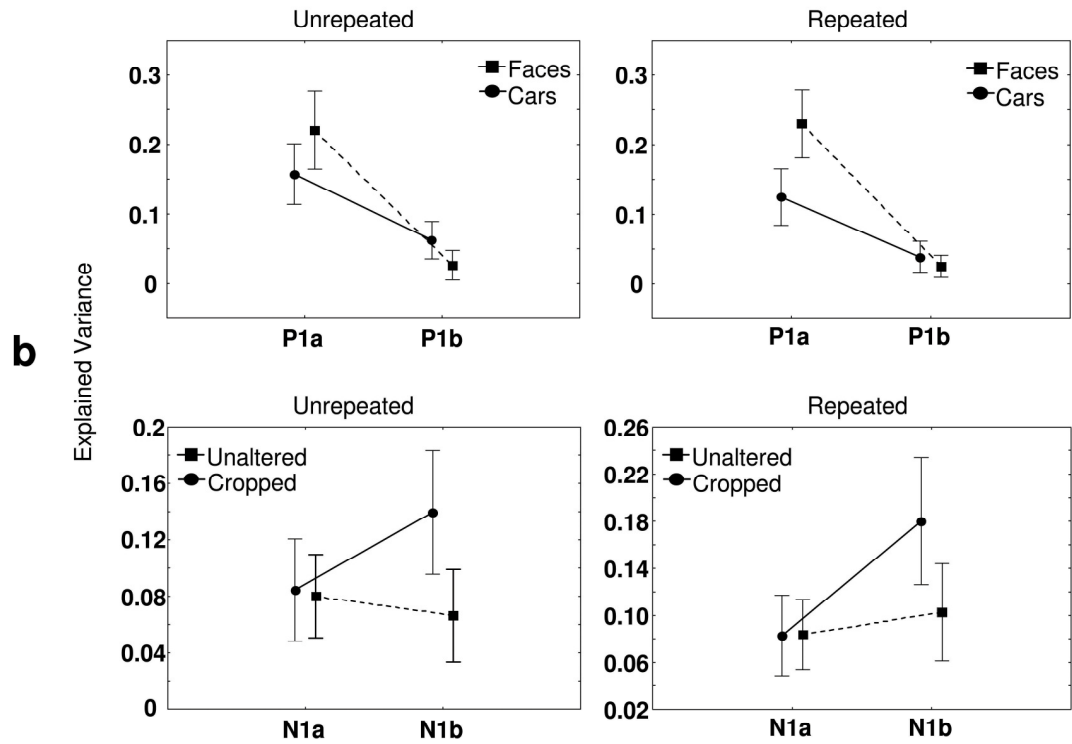 Unrepeated
Repeated
0.3
0.2
0.1
0
Faces
Cars
P1a P1b
0.3
0.2
0.1
0
Faces
Cars
P1a P1b
b
Explained Variance
Unrepeated
Repeated
0.2
0.16
0.12
0.08
0.04
0
Unaltered
Cropped
N1a N1b
0.26
0.22
0.18
0.14
0.10
0.06
0.02
Unaltered
Cropped
N1a N1b